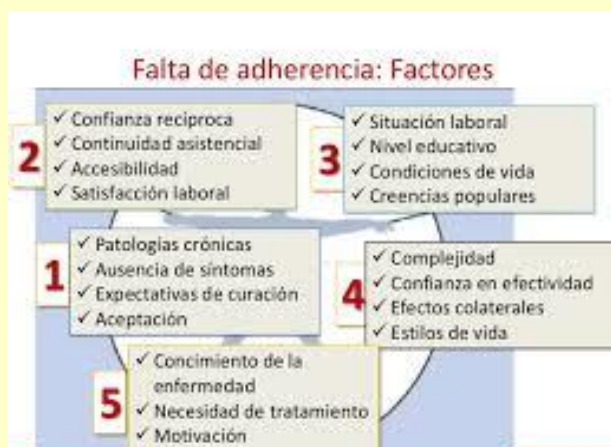 Falta de adherencia: Factores
2
✓ Confianza reciproca
✓ Continuidad asistencial
✓ Accesibilidad
✓ Satisfacción laboral
3
✓ Situación laboral
✓ Nivel educativo
✓ Condiciones de vida
✓ Creencias populares
1
✓ Patologías crónicas
✓ Ausencia de síntomas
✓ Expectativas de curación
✓ Aceptación
4
✓ Complejidad
✓ Confianza en efectividad
✓ Efectos colaterales
✓ Estilos de vida
5
✓ Concimiento de la
enfermedad
✓ Necesidad de tratamiento
✓ Motivación